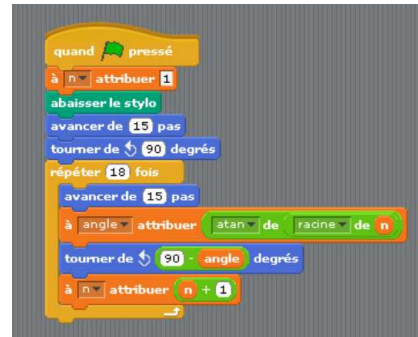 quand pressé
à n attribuer 1
abaisser le stylo
avancer de 15 pas
tourner de 90 degrés
répéter 18 fois
avancer de 15 pas
à angle attribuer atan de racine de n
tourner de 90 - angle degrés
à n attribuer n + 1